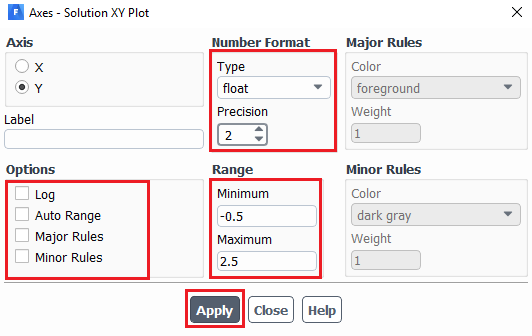 Axes - Solution XY Plot
Axis
X
Y
Label
Number Format
Type
float
Precision
2
Major Rules
Color
foreground
Weight
1
Options
Log
Auto Range
Major Rules
Minor Rules
Range
Minimum
-0.5
Maximum
2.5
Minor Rules
Color
dark gray
Weight
1
Apply
Close
Help